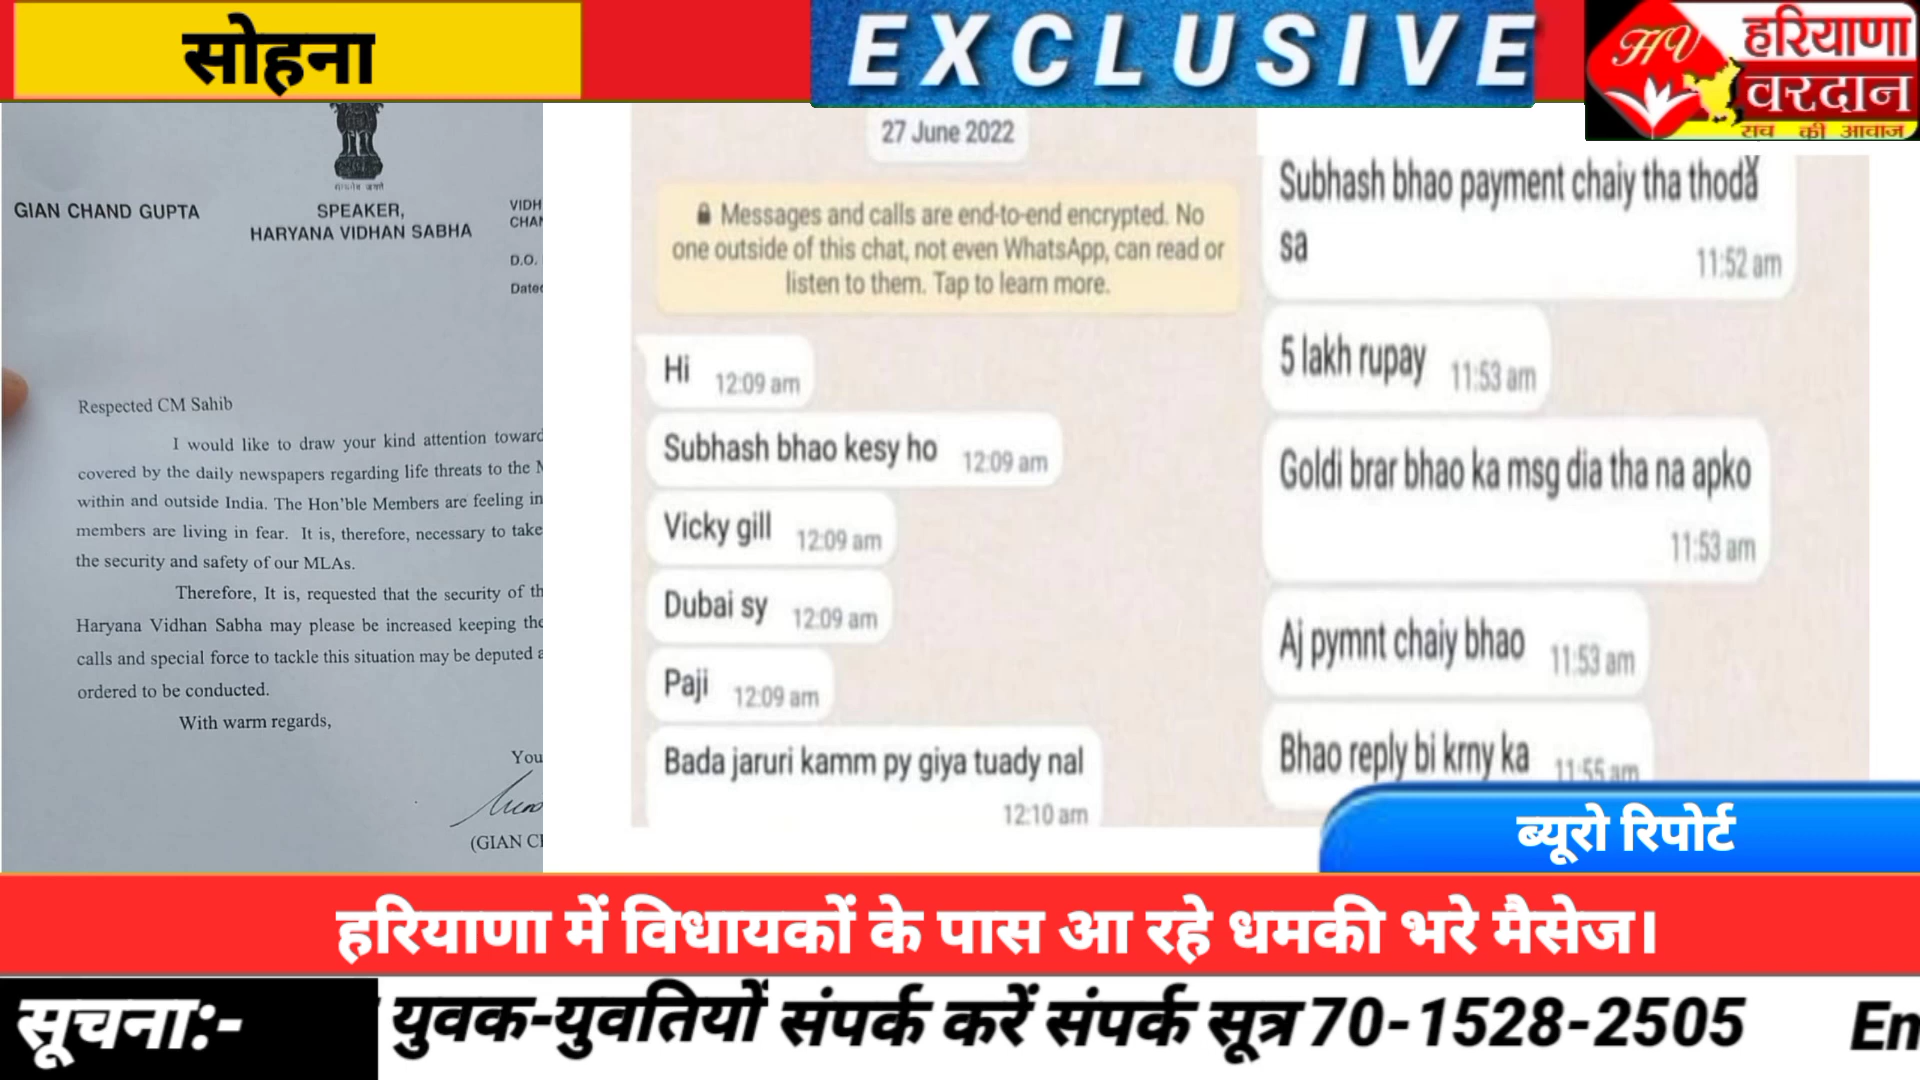 सोहना
EXCLUSIVE
HV
हरियाणा
वरदान
सच की आवाज
GIAN CHAND GUPTA
SPEAKER,
HARYANA VIDHAN SABHA
VIDH
CHAN
D.O.
Date
Respected CM Sahib
I would like to draw your kind attention toward
covered by the daily newspapers regarding life threats to the M
within and outside India. The Hon'ble Members are feeling in
members are living in fear. It is, therefore, necessary to take
the security and safety of our MLAs.
Therefore, It is, requested that the security of th
Haryana Vidhan Sabha may please be increased keeping the
calls and special force to tackle this situation may be deputed a
ordered to be conducted.
With warm regards,
You
(GIAN CH
27 June 2022
Messages and calls are end-to-end encrypted. No
one outside of this chat, not even WhatsApp, can read or
listen to them. Tap to learn more.
Hi 12:09 am
Subhash bhao kesy ho 12:09 am
Vicky gill 12:09 am
Dubai sy 12:09 am
Paji 12:09 am
Bada jaruri kamm py giya tuady nal
12:10 am
Subhash bhao payment chaiy tha thoda
sa 11:52 am
5 lakh rupay 11:53 am
Goldi brar bhao ka msg dia tha na apko
11:53 am
Aj pymnt chaiy bhao 11:53 am
Bhao reply bi krny ka 11:55 am
ब्यूरो रिपोर्ट
हरियाणा में विधायकों के पास आ रहे धमकी भरे मैसेज।
सूचना:- युवक-युवतियों संपर्क करें संपर्क सूत्र 70-1528-2505 En